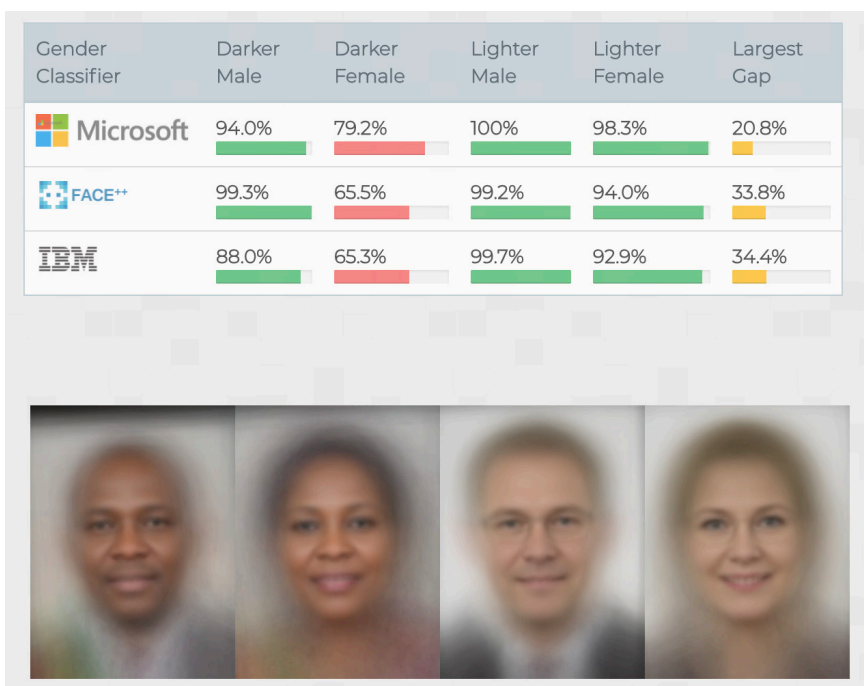 Gender Classifier Darker Male Darker Female Lighter Male Lighter Female Largest Gap
Microsoft 94.0% 79.2% 100% 98.3% 20.8%
FACE++ 99.3% 65.5% 99.2% 94.0% 33.8%
IBM 88.0% 65.3% 99.7% 92.9% 34.4%